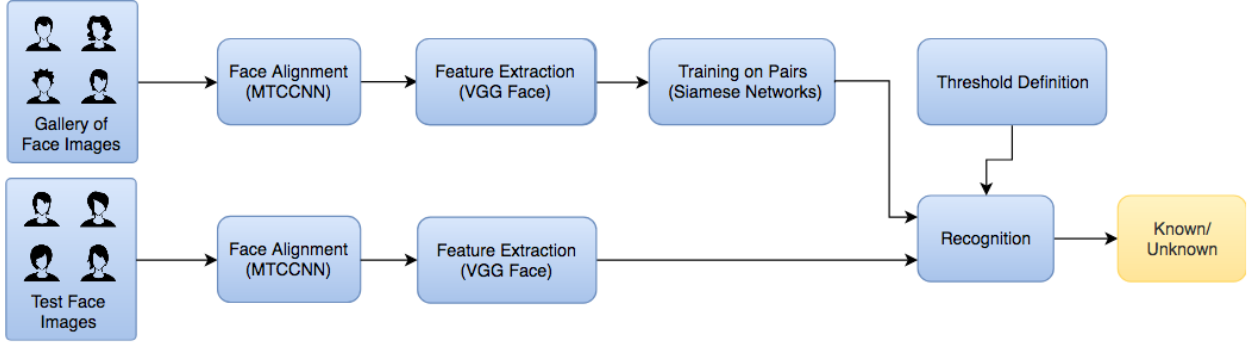 Gallery of
Face Images
Face Alignment
(MTCCNN)
Feature Extraction
(VGG Face)
Training on Pairs
(Siamese Networks)
Threshold Definition
Test Face
Images
Face Alignment
(MTCCNN)
Feature Extraction
(VGG Face)
Recognition
Known/
Unknown